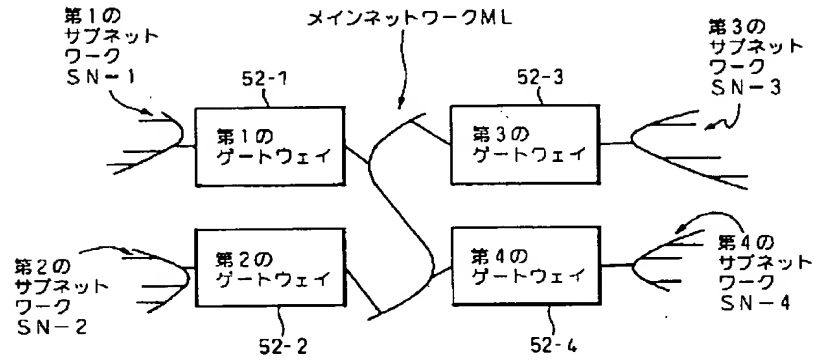 第1の
サブネット
ワーク
SN-1
52-1
第1の
ゲートウェイ
メインネットワークML
52-3
第3の
ゲートウェイ
第3の
サブネット
ワーク
SN-3
第2の
サブネット
ワーク
SN-2
第2の
ゲートウェイ
52-2
第4の
ゲートウェイ
52-4
第4の
サブネット
ワーク
SN-4